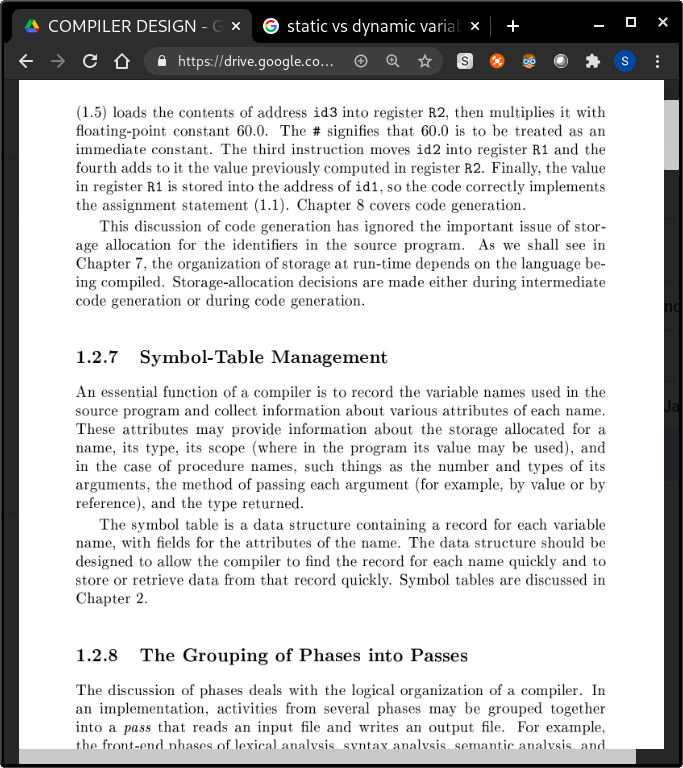 COMPILER DESIGN - G
static vs dynamic varia
https://drive.google.co...
S
S
(1.5) loads the contents of address id3 into register R2, then multiplies it with
floating-point constant 60.0. The # signifies that 60.0 is to be treated as an
immediate constant. The third instruction moves id2 into register R1 and the
fourth adds to it the value previously computed in register R2. Finally, the value
in register R1 is stored into the address of id1, so the code correctly implements
the assignment statement (1.1). Chapter 8 covers code generation.
This discussion of code generation has ignored the important issue of stor-
age allocation for the identifiers in the source program. As we shall see in
Chapter 7, the organization of storage at run-time depends on the language be-
ing compiled. Storage-allocation decisions are made either during intermediate
code generation or during code generation.
1.2.7 Symbol-Table Management
An essential function of a compiler is to record the variable names used in the
source program and collect information about various attributes of each name.
These attributes may provide information about the storage allocated for a
name, its type, its scope (where in the program its value may be used), and
in the case of procedure names, such things as the number and types of its
arguments, the method of passing each argument (for example, by value or by
reference), and the type returned.
The symbol table is a data structure containing a record for each variable
name, with fields for the attributes of the name. The data structure should be
designed to allow the compiler to find the record for each name quickly and to
store or retrieve data from that record quickly. Symbol tables are discussed in
Chapter 2.
1.2.8 The Grouping of Phases into Passes
The discussion of phases deals with the logical organization of a compiler. In
an implementation, activities from several phases may be grouped together
into a pass that reads an input file and writes an output file. For example,
the front-end phases of lexical analysis, syntax analysis, semantic analysis, and